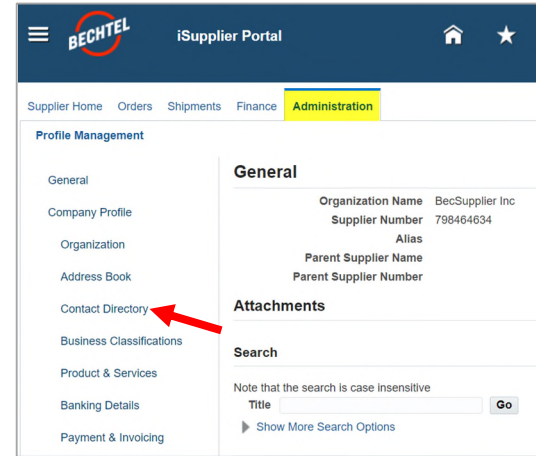 BECHTEL
iSupplier Portal
Supplier Home Orders Shipments Finance Administration
Profile Management
General
Company Profile
Organization
Address Book
Contact Directory
Business Classifications
Product & Services
Banking Details
Payment & Invoicing
General
Organization Name BecSupplier Inc
Supplier Number 798464634
Alias
Parent Supplier Name
Parent Supplier Number
Attachments
Search
Note that the search is case insensitive
Title Go
Show More Search Options